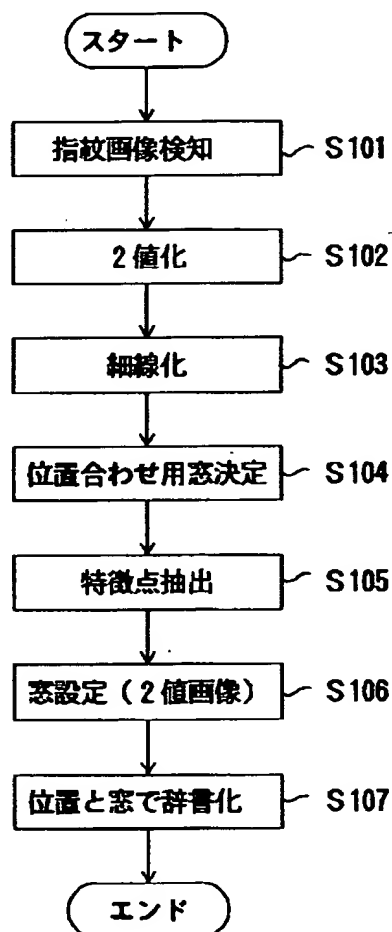 スタート
指紋画像検知 S101
2値化 S102
細線化 S103
位置合わせ用窓決定 S104
特徴点抽出 S105
窓設定（2値画像） S106
位置と窓で辞書化 S107
エンド